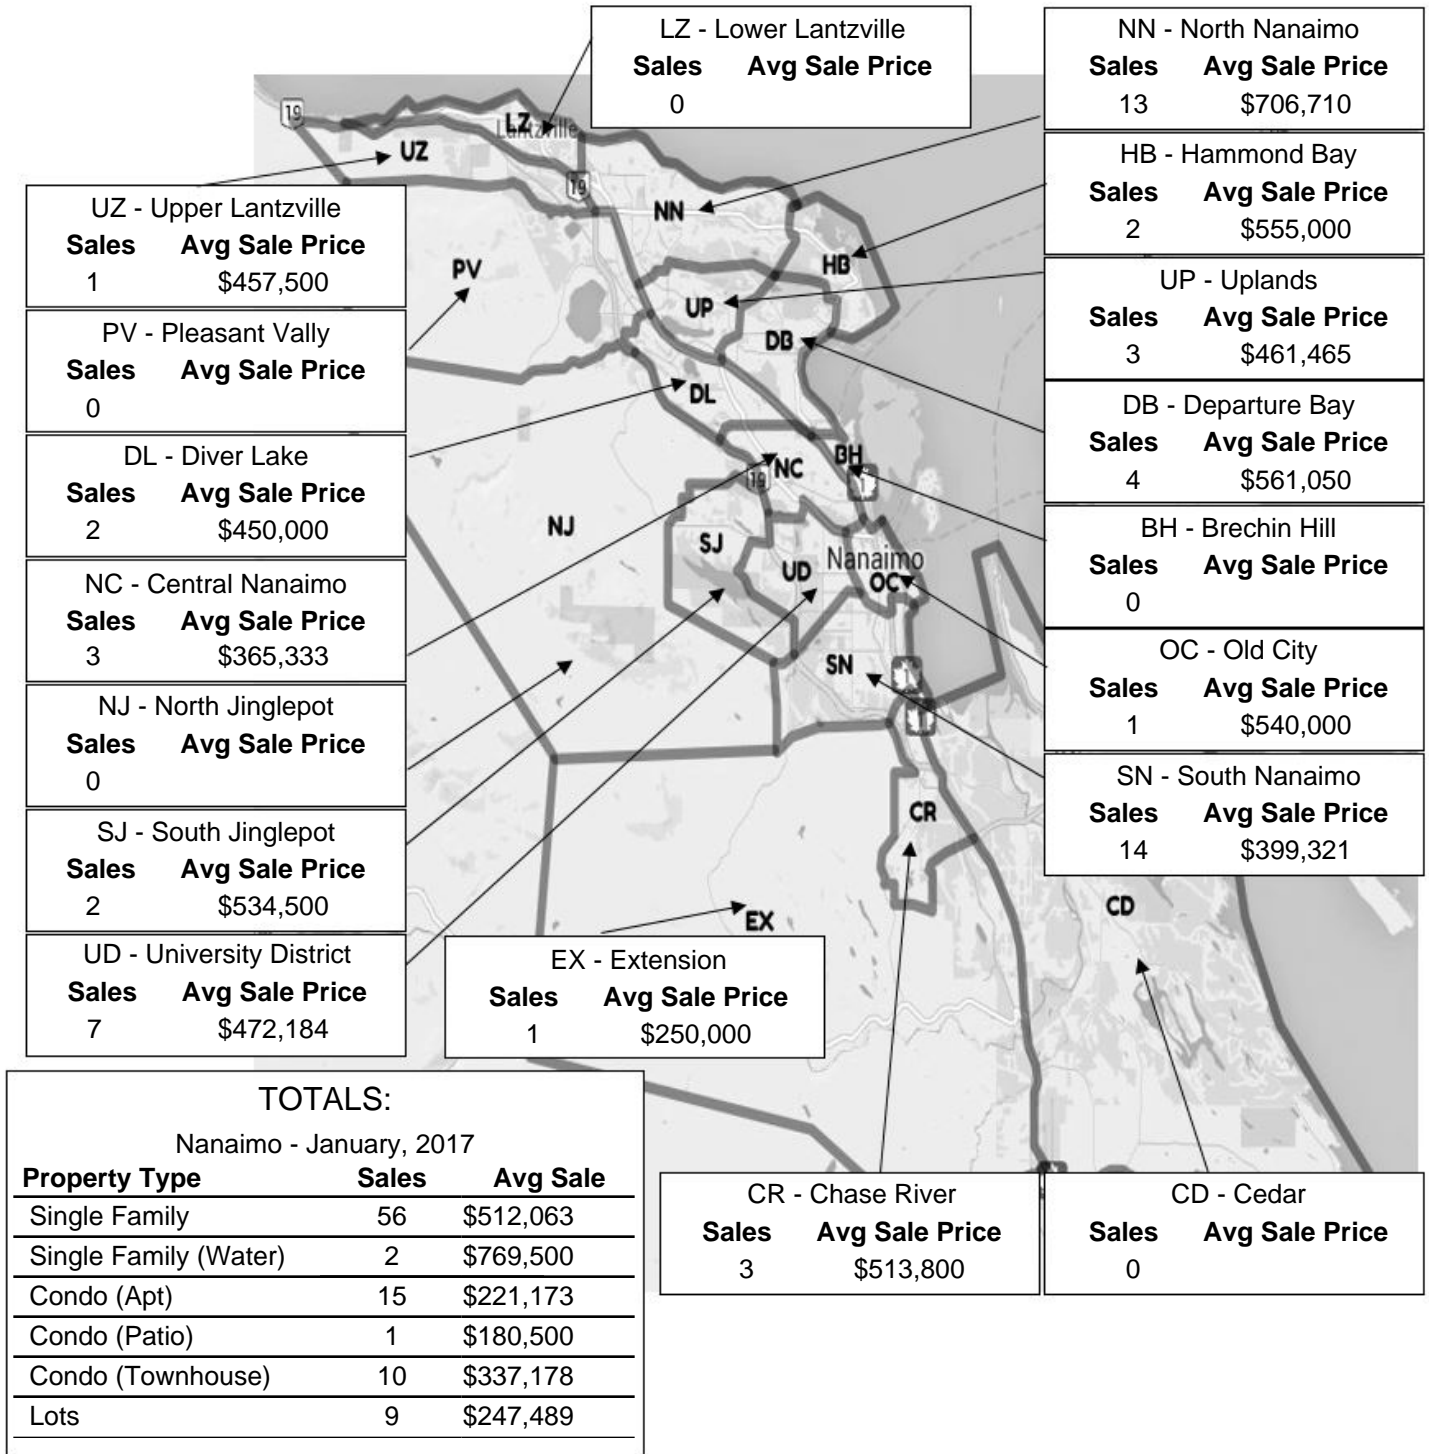 LZ - Lower Lantzville
Sales Avg Sale Price
0
NN - North Nanaimo
Sales Avg Sale Price
13 $706,710
HB - Hammond Bay
Sales Avg Sale Price
2 $555,000
UP - Uplands
Sales Avg Sale Price
3 $461,465
DB - Departure Bay
Sales Avg Sale Price
4 $561,050
BH - Brechin Hill
Sales Avg Sale Price
0
OC - Old City
Sales Avg Sale Price
1 $540,000
SN - South Nanaimo
Sales Avg Sale Price
14 $399,321
UZ - Upper Lantzville
Sales Avg Sale Price
1 $457,500
PV - Pleasant Vally
Sales Avg Sale Price
0
DL - Diver Lake
Sales Avg Sale Price
2 $450,000
NC - Central Nanaimo
Sales Avg Sale Price
3 $365,333
NJ - North Jinglepot
Sales Avg Sale Price
0
SJ - South Jinglepot
Sales Avg Sale Price
2 $534,500
UD - University District
Sales Avg Sale Price
7 $472,184
EX - Extension
Sales Avg Sale Price
1 $250,000
CR - Chase River
Sales Avg Sale Price
3 $513,800
CD - Cedar
Sales Avg Sale Price
0
19
LZ
Lantzville
UZ
19
NN
PV
HB
UP
DB
DL
BH
NC
19
1
NJ
SJ
Nanaimo
UD
OC
SN
1
CR
CD
EX
TOTALS:
Nanaimo - January, 2017
Property Type Sales Avg Sale
Single Family 56 $512,063
Single Family (Water) 2 $769,500
Condo (Apt) 15 $221,173
Condo (Patio) 1 $180,500
Condo (Townhouse) 10 $337,178
Lots 9 $247,489